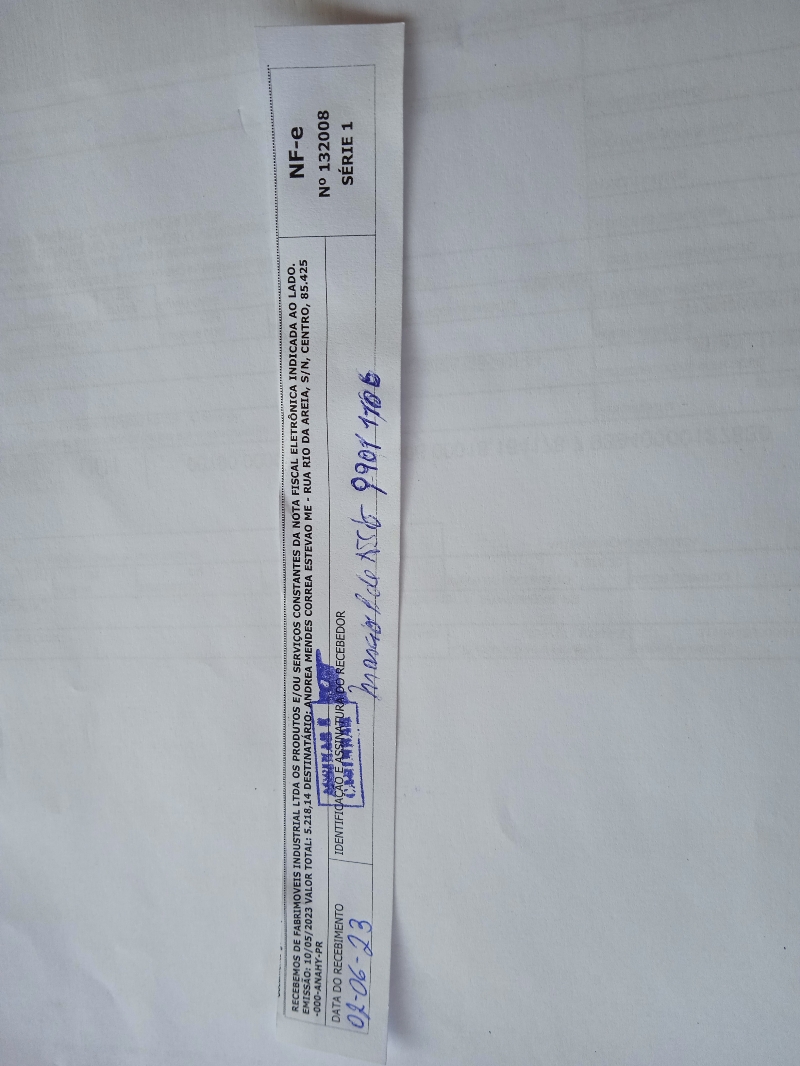 RECEBEMOS DE FABRIMOVEIS INDUSTRIAL LTDA OS PRODUTOS E/OU SERVIÇOS CONSTANTES DA NOTA FISCAL ELETRÔNICA INDICADA AO LADO.
EMISSÃO: 10/05/2023 VALOR TOTAL: 5.218,14 DESTINATÁRIO: ANDREA MENDES CORREA ESTEVAO ME - RUA RIO DA AREIA, S/N, CENTRO, 85.425
-000-ANAHY-PR
DATA DO RECEBIMENTO
02-06-23
IDENTIFICAÇÃO E ASSINATURA DO RECEBEDOR
NF-e
Nº 132008
SÉRIE 1